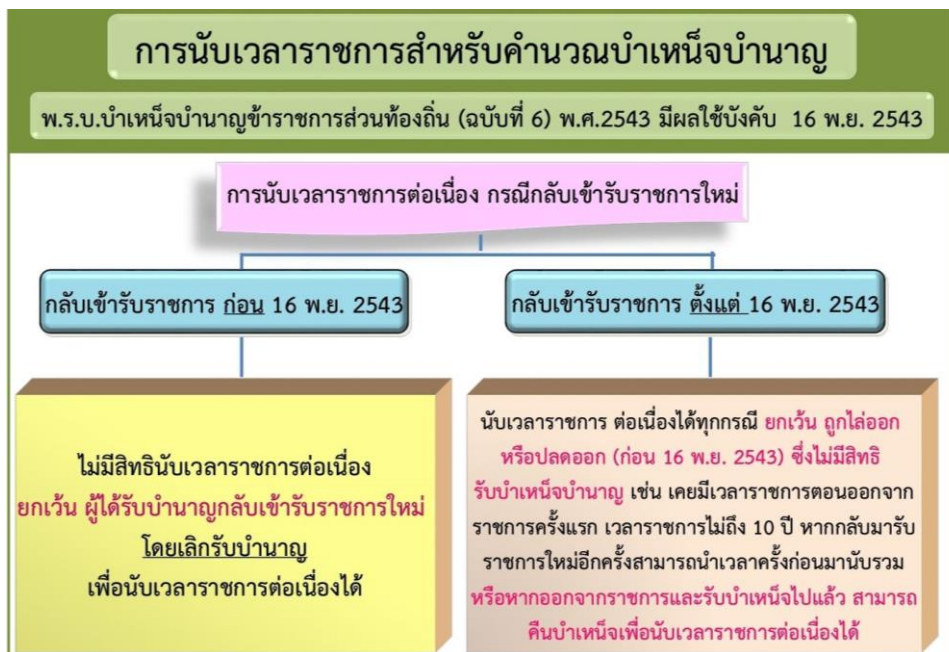 การนับเวลาราชการสำหรับคำนวณบำเหน็จบำนาญ
พ.ร.บ.บำเหน็จบำนาญข้าราชการส่วนท้องถิ่น (ฉบับที่ 6) พ.ศ.2543 มีผลใช้บังคับ 16 พ.ย. 2543
การนับเวลาราชการต่อเนื่อง กรณีกลับเข้ารับราชการใหม่
กลับเข้ารับราชการ ก่อน 16 พ.ย. 2543
ไม่มีสิทธินับเวลาราชการต่อเนื่อง
ยกเว้น ผู้ได้รับบำนาญกลับเข้ารับราชการใหม่
โดยเลิกรับบำนาญ
เพื่อนับเวลาราชการต่อเนื่องได้
กลับเข้ารับราชการ ตั้งแต่ 16 พ.ย. 2543
นับเวลาราชการ ต่อเนื่องได้ทุกกรณี ยกเว้น ถูกไล่ออก
หรือปลดออก (ก่อน 16 พ.ย. 2543) ซึ่งไม่มีสิทธิ
รับบำเหน็จบำนาญ เช่น เคยมีเวลาราชการตอนออกจาก
ราชการครั้งแรก เวลาราชการไม่ถึง 10 ปี หากกลับมารับ
ราชการใหม่อีกครั้งสามารถนำเวลาครั้งก่อนมานับรวม
หรือหากออกจากราชการและรับบำเหน็จไปแล้ว สามารถ
คืนบำเหน็จเพื่อนับเวลาราชการต่อเนื่องได้